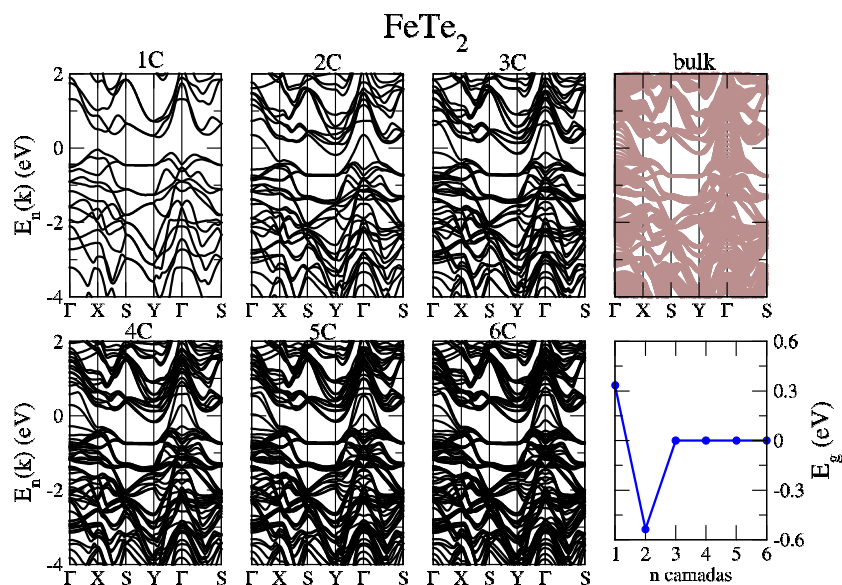 FeTe2
1C 2C 3C bulk
2
0
-2
-4
En(k) (eV)
Γ X S Y Γ S Γ X S Y Γ S Γ X S Y Γ S Γ X S Y Γ S
4C 5C 6C
2
0
-2
-4
En(k) (eV)
Γ X S Y Γ S Γ X S Y Γ S Γ X S Y Γ S
0.6
0.3
0
-0.3
-0.6
Eg (eV)
1 2 3 4 5 6
n camadas